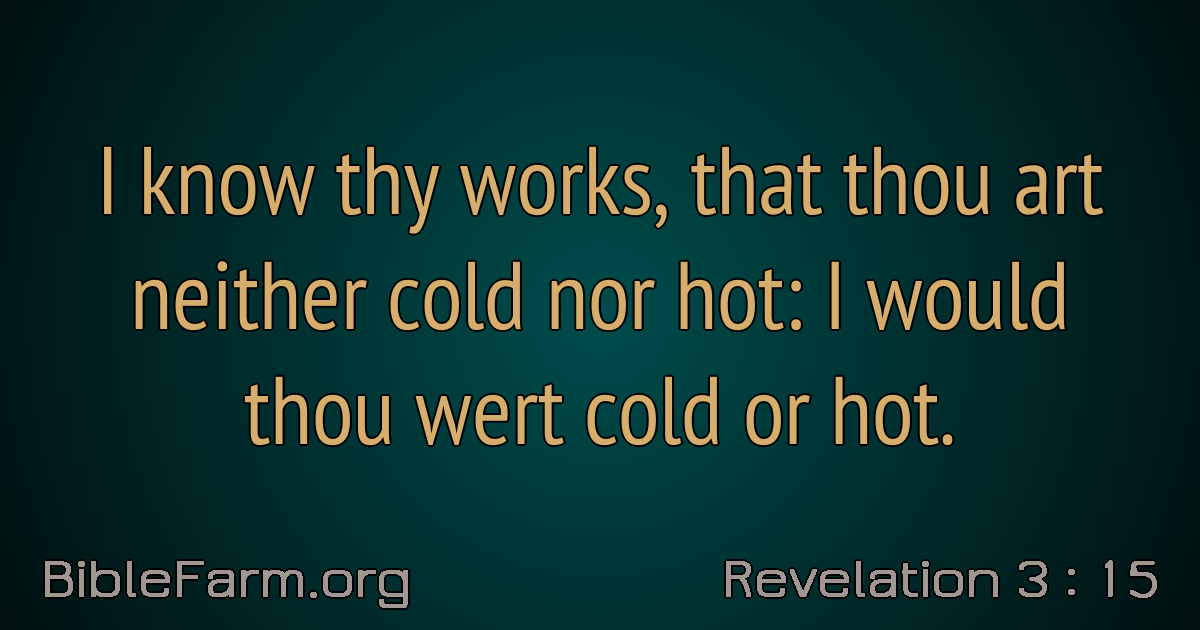 I know thy works, that thou art
neither cold nor hot: I would
thou wert cold or hot.
BibleFarm.org
Revelation 3 : 15